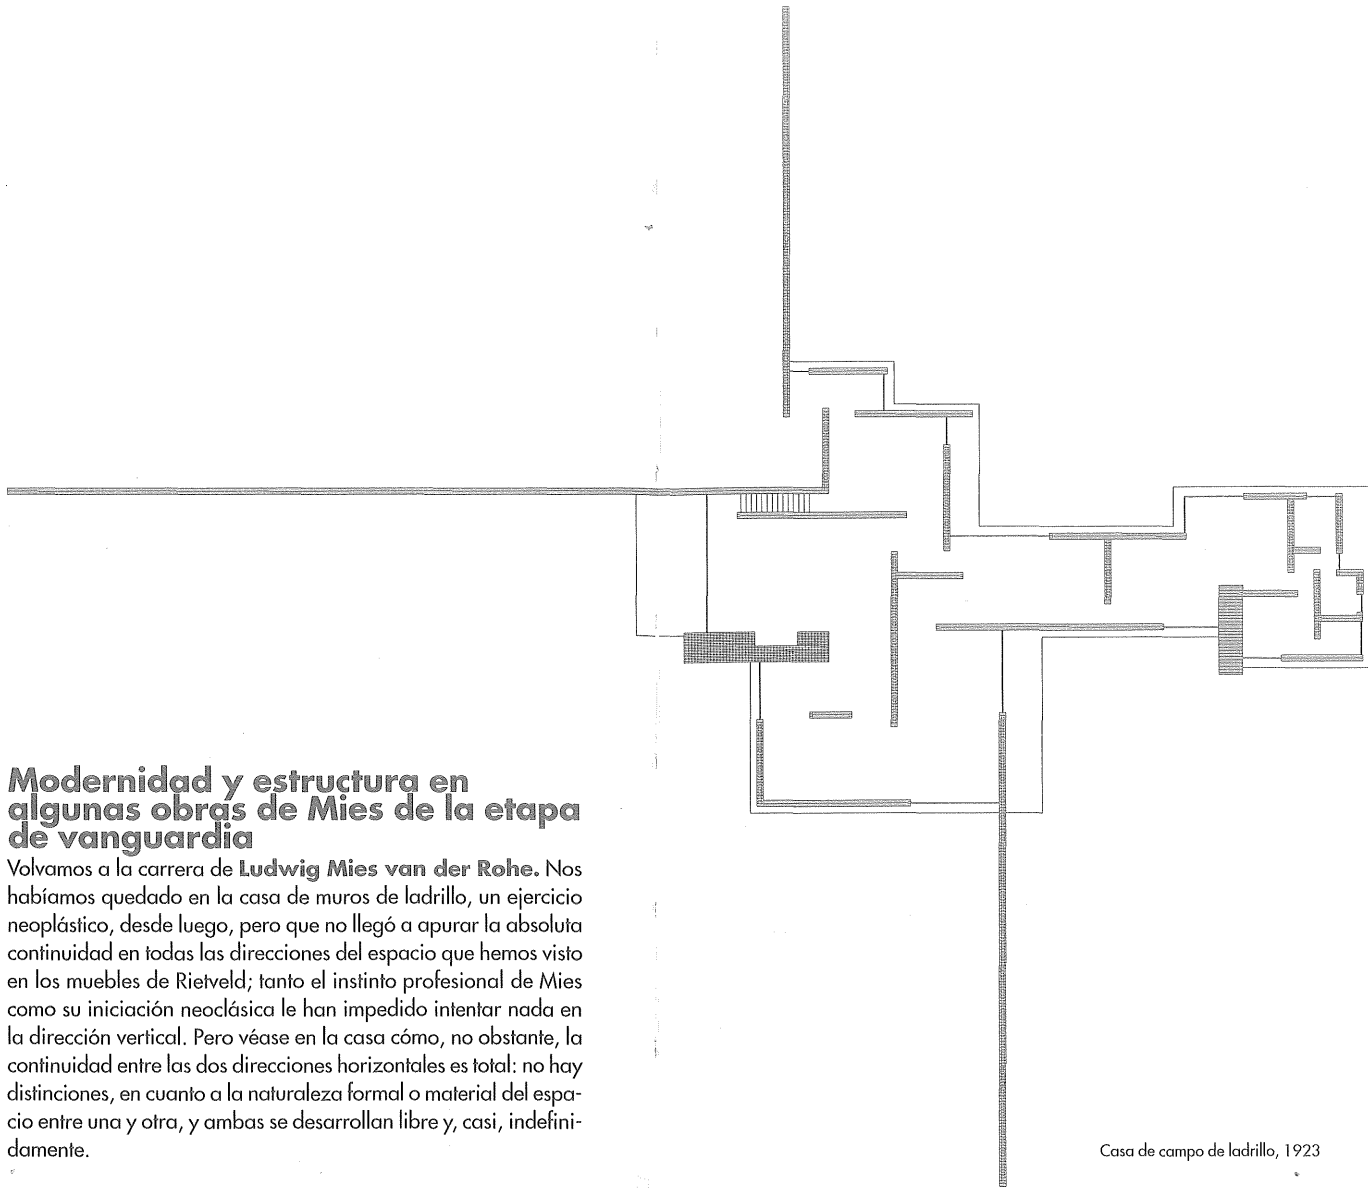 Modernidad y estructura en
algunas obras de Mies de la etapa
de vanguardia
Volvamos a la carrera de Ludwig Mies van der Rohe. Nos
habíamos quedado en la casa de muros de ladrillo, un ejercicio
neoplástico, desde luego, pero que no llegó a apurar la absoluta
continuidad en todas las direcciones del espacio que hemos visto
en los muebles de Rietveld; tanto el instinto profesional de Mies
como su iniciación neoclásica le han impedido intentar nada en
la dirección vertical. Pero véase en la casa cómo, no obstante, la
continuidad entre las dos direcciones horizontales es total: no hay
distinciones, en cuanto a la naturaleza formal o material del espa-
cio entre una y otra, y ambas se desarrollan libre y, casi, indefini-
damente.
Casa de campo de ladrillo, 1923